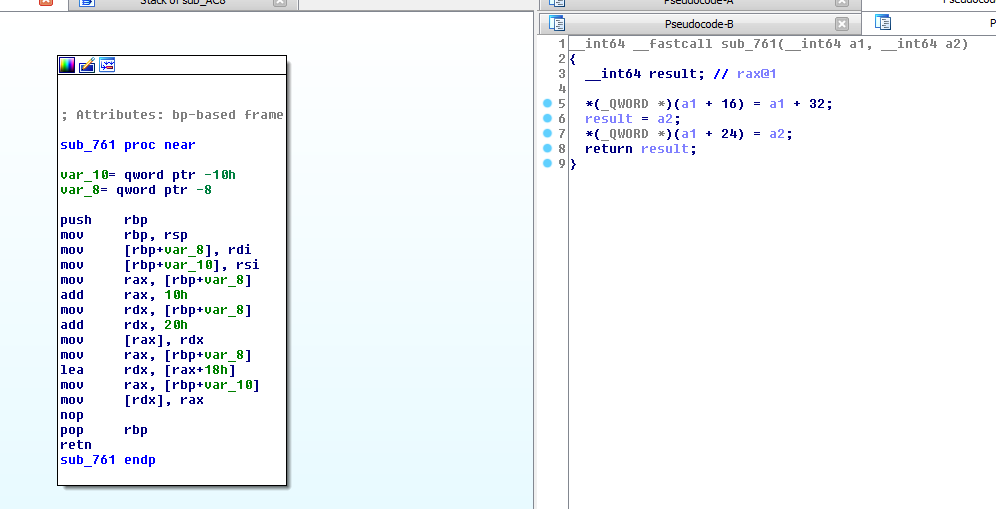 Stack of sub_AC8
Pseudocode-A
Pseudocode-B
; Attributes: bp-based frame
sub_761 proc near
var_10= qword ptr -10h
var_8= qword ptr -8
push rbp
mov rbp, rsp
mov [rbp+var_8], rdi
mov [rbp+var_10], rsi
mov rax, [rbp+var_8]
add rax, 10h
mov rdx, [rbp+var_8]
add rdx, 20h
mov [rax], rdx
mov rax, [rbp+var_8]
lea rdx, [rax+18h]
mov rax, [rbp+var_10]
mov [rdx], rax
nop
pop rbp
retn
sub_761 endp
1 __int64 __fastcall sub_761(__int64 a1, __int64 a2)
2 {
3 __int64 result; // rax@1
4
5 *(_QWORD *)(a1 + 16) = a1 + 32;
6 result = a2;
7 *(_QWORD *)(a1 + 24) = a2;
8 return result;
9 }